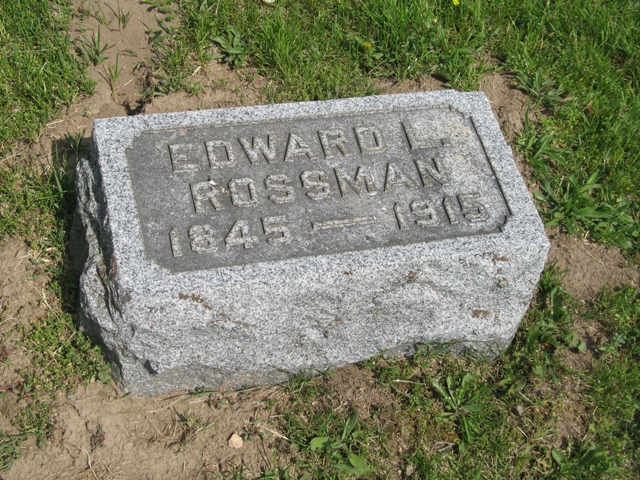 EDWARD L.
ROSSMAN
1845 — 1915